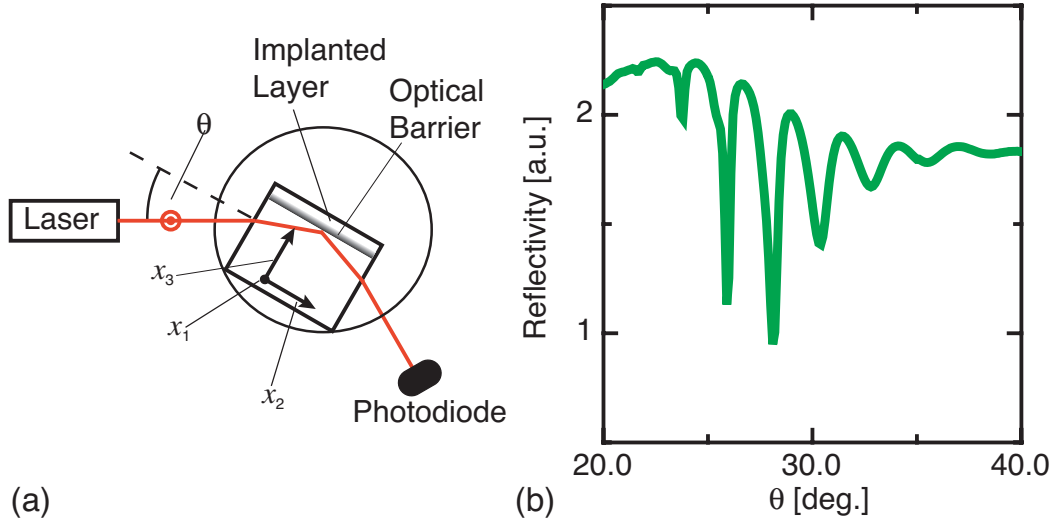 Implanted
Layer
Optical
Barrier
θ
Laser
x3
x1
x2
Photodiode
(a)
Reflectivity [a.u.]
2
1
20.0
30.0
40.0
θ [deg.]
(b)